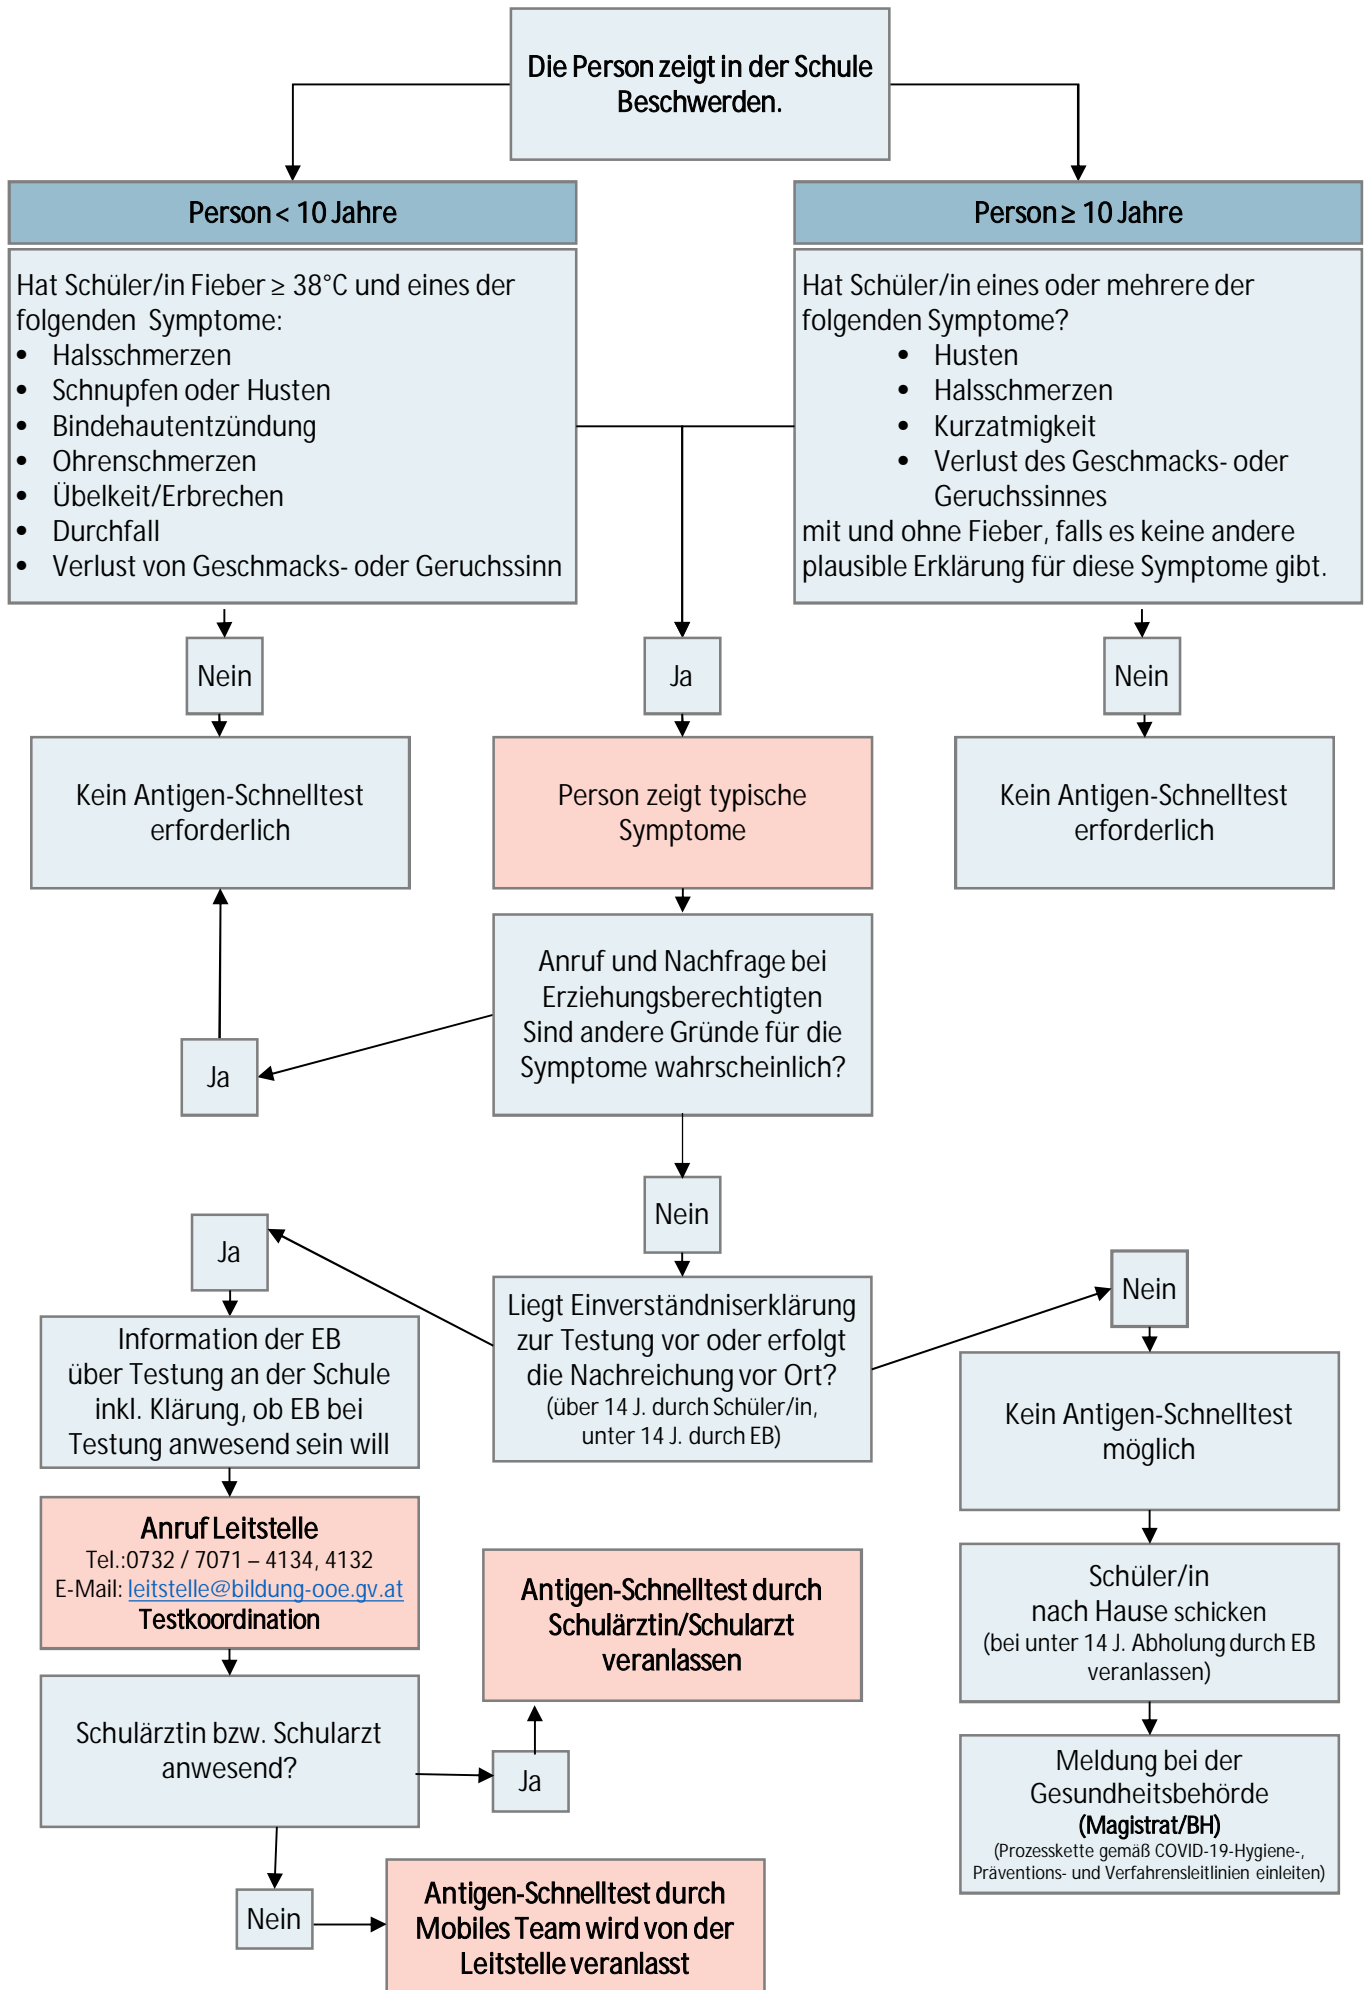 Die Person zeigt in der Schule
Beschwerden.
Person < 10 Jahre
Hat Schüler/in Fieber ≥ 38°C und eines der
folgenden Symptome:
• Halsschmerzen
• Schnupfen oder Husten
• Bindehautentzündung
• Ohrenschmerzen
• Übelkeit/Erbrechen
• Durchfall
• Verlust von Geschmacks- oder Geruchssinn
Person ≥ 10 Jahre
Hat Schüler/in eines oder mehrere der
folgenden Symptome?
• Husten
• Halsschmerzen
• Kurzatmigkeit
• Verlust des Geschmacks- oder
Geruchssinnes
mit und ohne Fieber, falls es keine andere
plausible Erklärung für diese Symptome gibt.
Nein
Ja
Nein
Kein Antigen-Schnelltest
erforderlich
Person zeigt typische
Symptome
Kein Antigen-Schnelltest
erforderlich
Anruf und Nachfrage bei
Erziehungsberechtigten
Sind andere Gründe für die
Symptome wahrscheinlich?
Ja
Nein
Ja
Liegt Einverständniserklärung
zur Testung vor oder erfolgt
die Nachreichung vor Ort?
(über 14 J. durch Schüler/in,
unter 14 J. durch EB)
Nein
Information der EB
über Testung an der Schule
inkl. Klärung, ob EB bei
Testung anwesend sein will
Kein Antigen-Schnelltest
möglich
Anruf Leitstelle
Tel.:0732 / 7071 – 4134, 4132
E-Mail: leitstelle@bildung-ooe.gv.at
Testkoordination
Antigen-Schnelltest durch
Schulärztin/Schularzt
veranlassen
Schüler/in
nach Hause schicken
(bei unter 14 J. Abholung durch EB
veranlassen)
Schulärztin bzw. Schularzt
anwesend?
Ja
Meldung bei der
Gesundheitsbehörde
(Magistrat/BH)
(Prozesskette gemäß COVID-19-Hygiene-,
Präventions- und Verfahrensleitlinien einleiten)
Nein
Antigen-Schnelltest durch
Mobiles Team wird von der
Leitstelle veranlasst